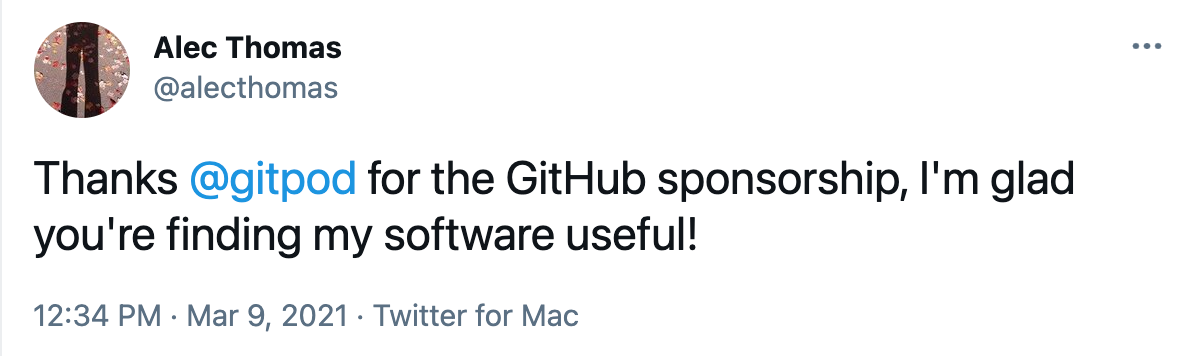 Alec Thomas
@alecthomas
Thanks @gitpod for the GitHub sponsorship, I'm glad
you're finding my software useful!
12:34 PM · Mar 9, 2021 · Twitter for Mac